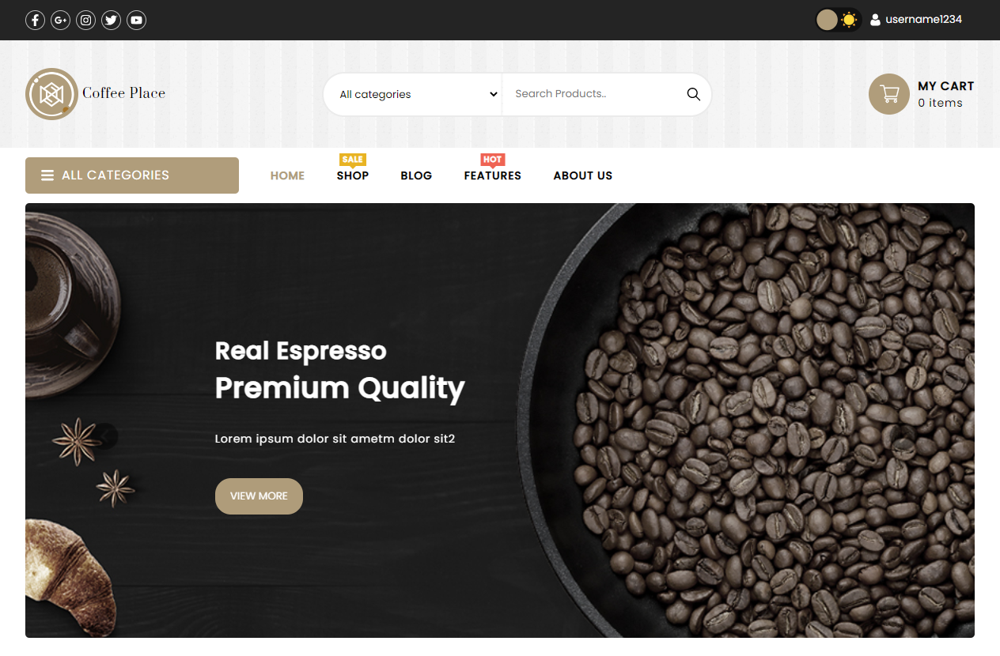 username1234
Coffee Place
All categories
Search Products..
MY CART
0 items
ALL CATEGORIES
HOME
SALE
SHOP
BLOG
HOT
FEATURES
ABOUT US
Real Espresso
Premium Quality
Lorem ipsum dolor sit ametm dolor sit2
VIEW MORE